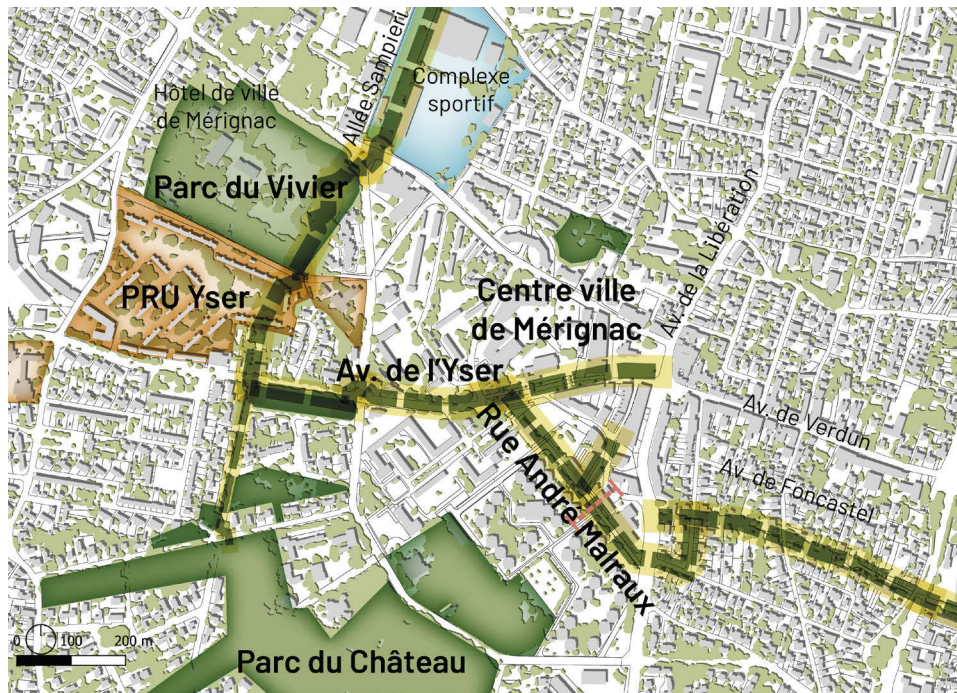 Allée Sampieri
Complexe
sportif
Hôtel de ville
de Mérignac
Parc du Vivier
PRU Yser
Centre ville
de Mérignac
Av. de la Libération
Av. de l'Yser
Rue André Malraux
Av. de Verdun
Av. de Foncastel
Parc du Château
0 100 200 m